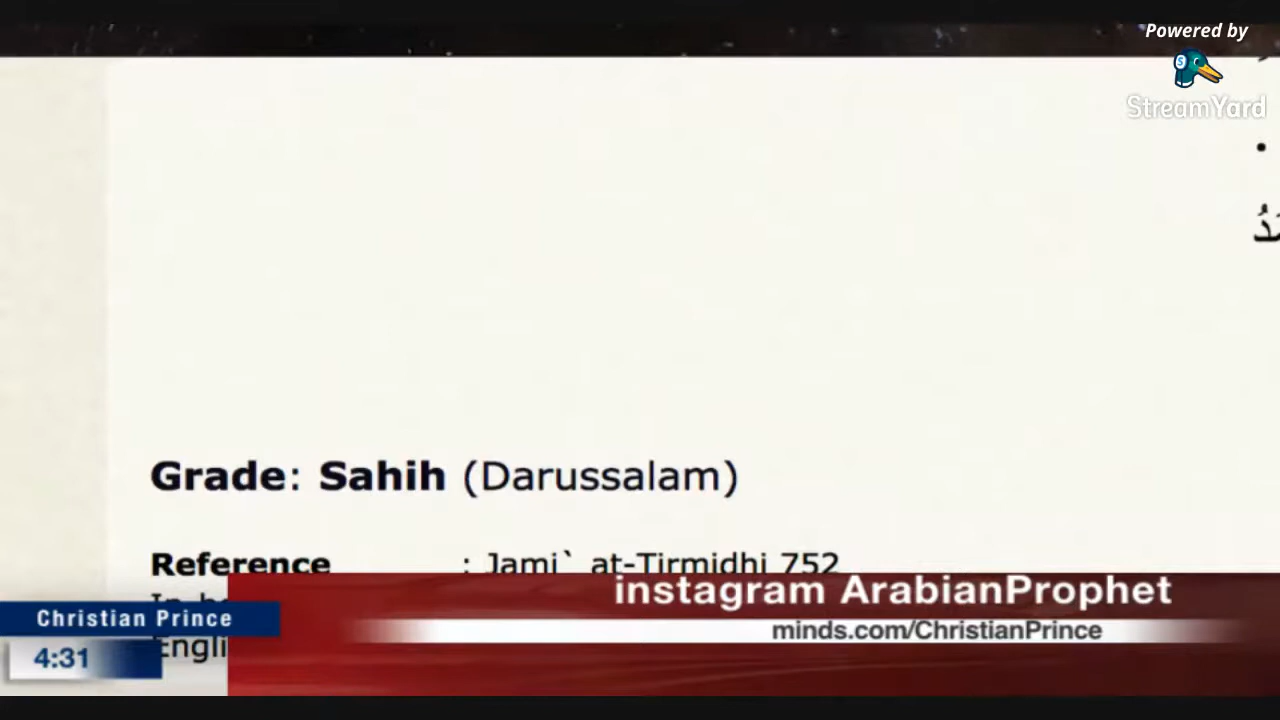 Powered by
StreamYard
Grade: Sahih (Darussalam)
Reference : Jami` at-Tirmidhi 752
instagram ArabianProphet
Christian Prince
minds.com/ChristianPrince
4:31